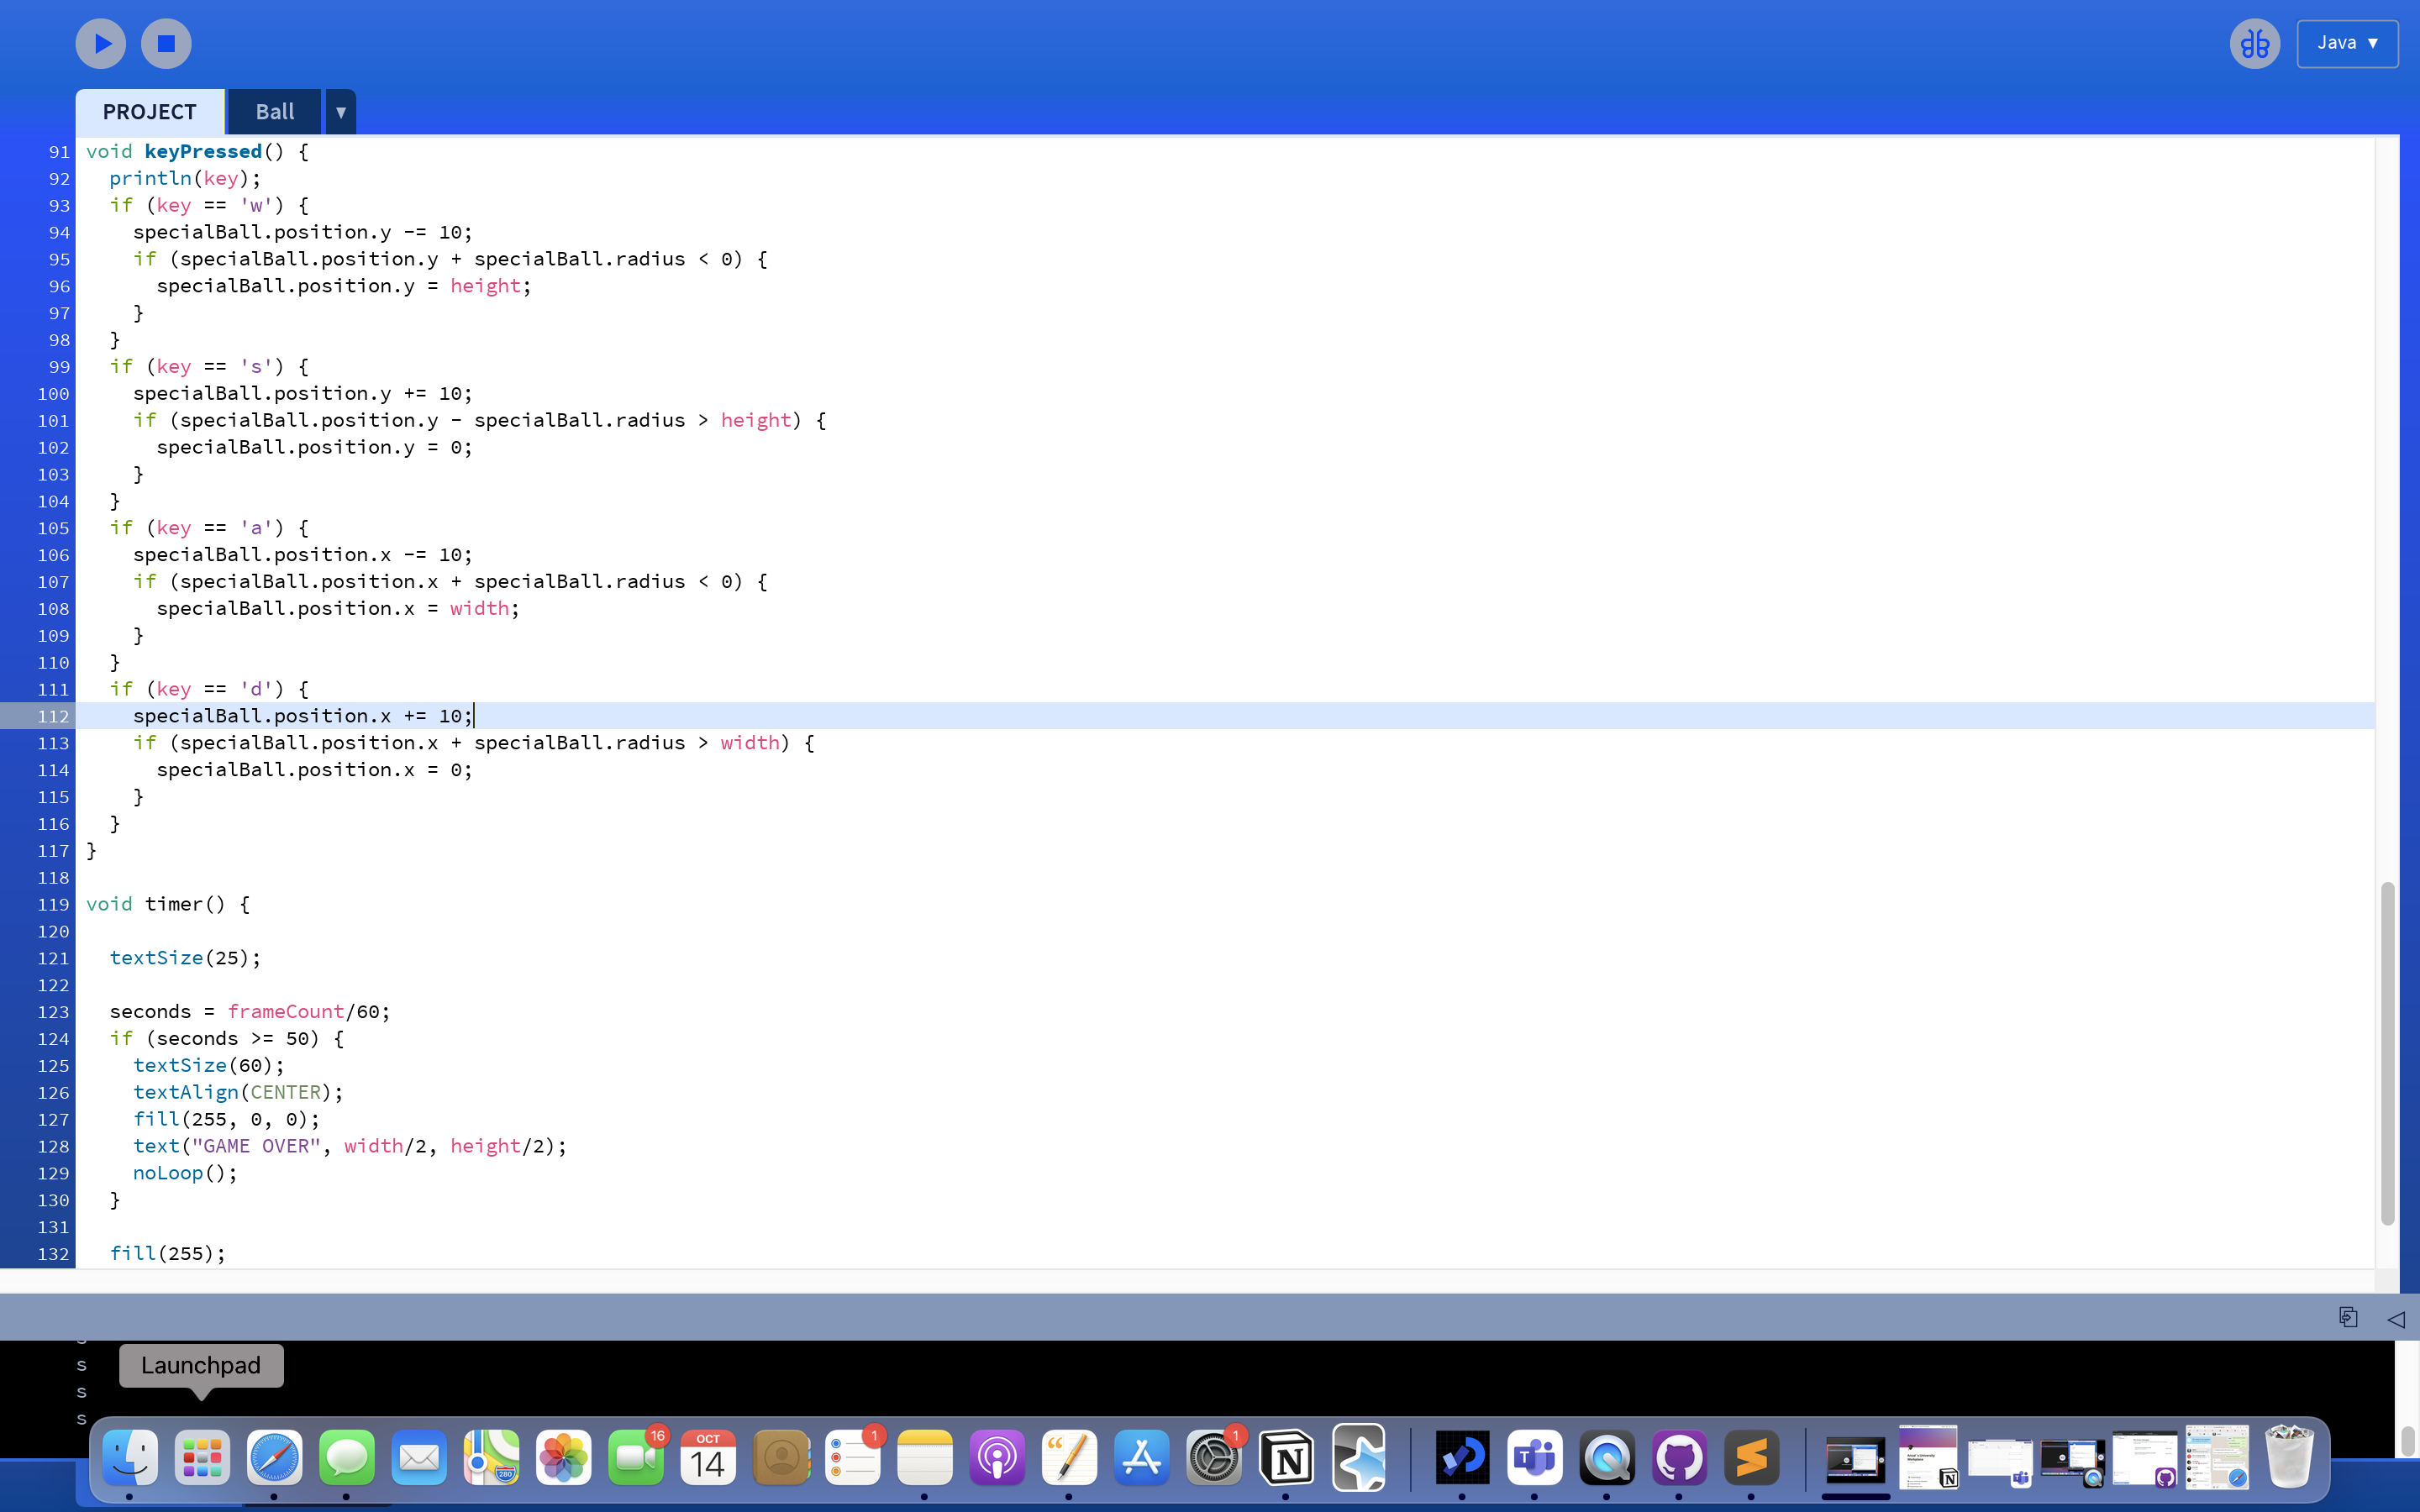 Java ▼
PROJECT Ball ▼
91 void keyPressed() {
92 println(key);
93 if (key == 'w') {
94 specialBall.position.y -= 10;
95 if (specialBall.position.y + specialBall.radius < 0) {
96 specialBall.position.y = height;
97 }
98 }
99 if (key == 's') {
100 specialBall.position.y += 10;
101 if (specialBall.position.y - specialBall.radius > height) {
102 specialBall.position.y = 0;
103 }
104 }
105 if (key == 'a') {
106 specialBall.position.x -= 10;
107 if (specialBall.position.x + specialBall.radius < 0) {
108 specialBall.position.x = width;
109 }
110 }
111 if (key == 'd') {
112 specialBall.position.x += 10;
113 if (specialBall.position.x + specialBall.radius > width) {
114 specialBall.position.x = 0;
115 }
116 }
117 }
118
119 void timer() {
120
121 textSize(25);
122
123 seconds = frameCount/60;
124 if (seconds >= 50) {
125 textSize(60);
126 textAlign(CENTER);
127 fill(255, 0, 0);
128 text("GAME OVER", width/2, height/2);
129 noLoop();
130 }
131
132 fill(255);
s
s
Launchpad
s
s
16
OCT
14
1
1
280
N
T